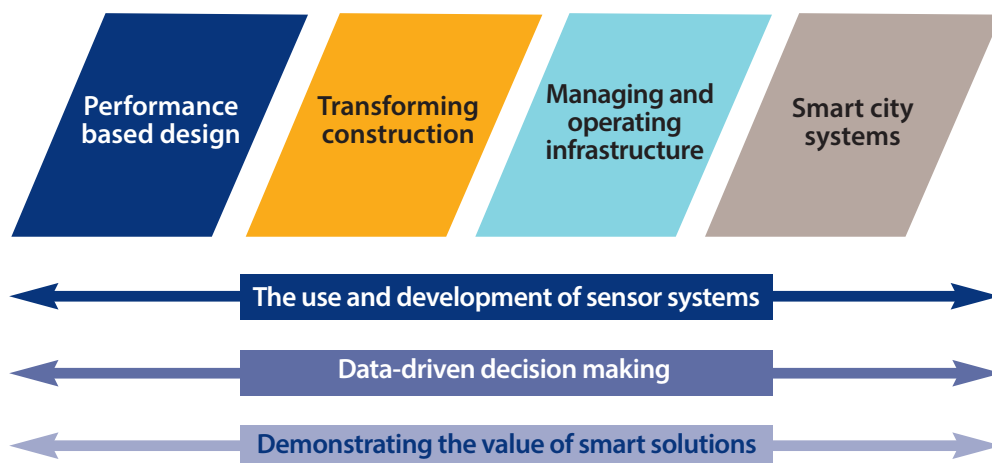 Performance
based design
Transforming
construction
Managing and
operating
infrastructure
Smart city
systems
The use and development of sensor systems
Data-driven decision making
Demonstrating the value of smart solutions